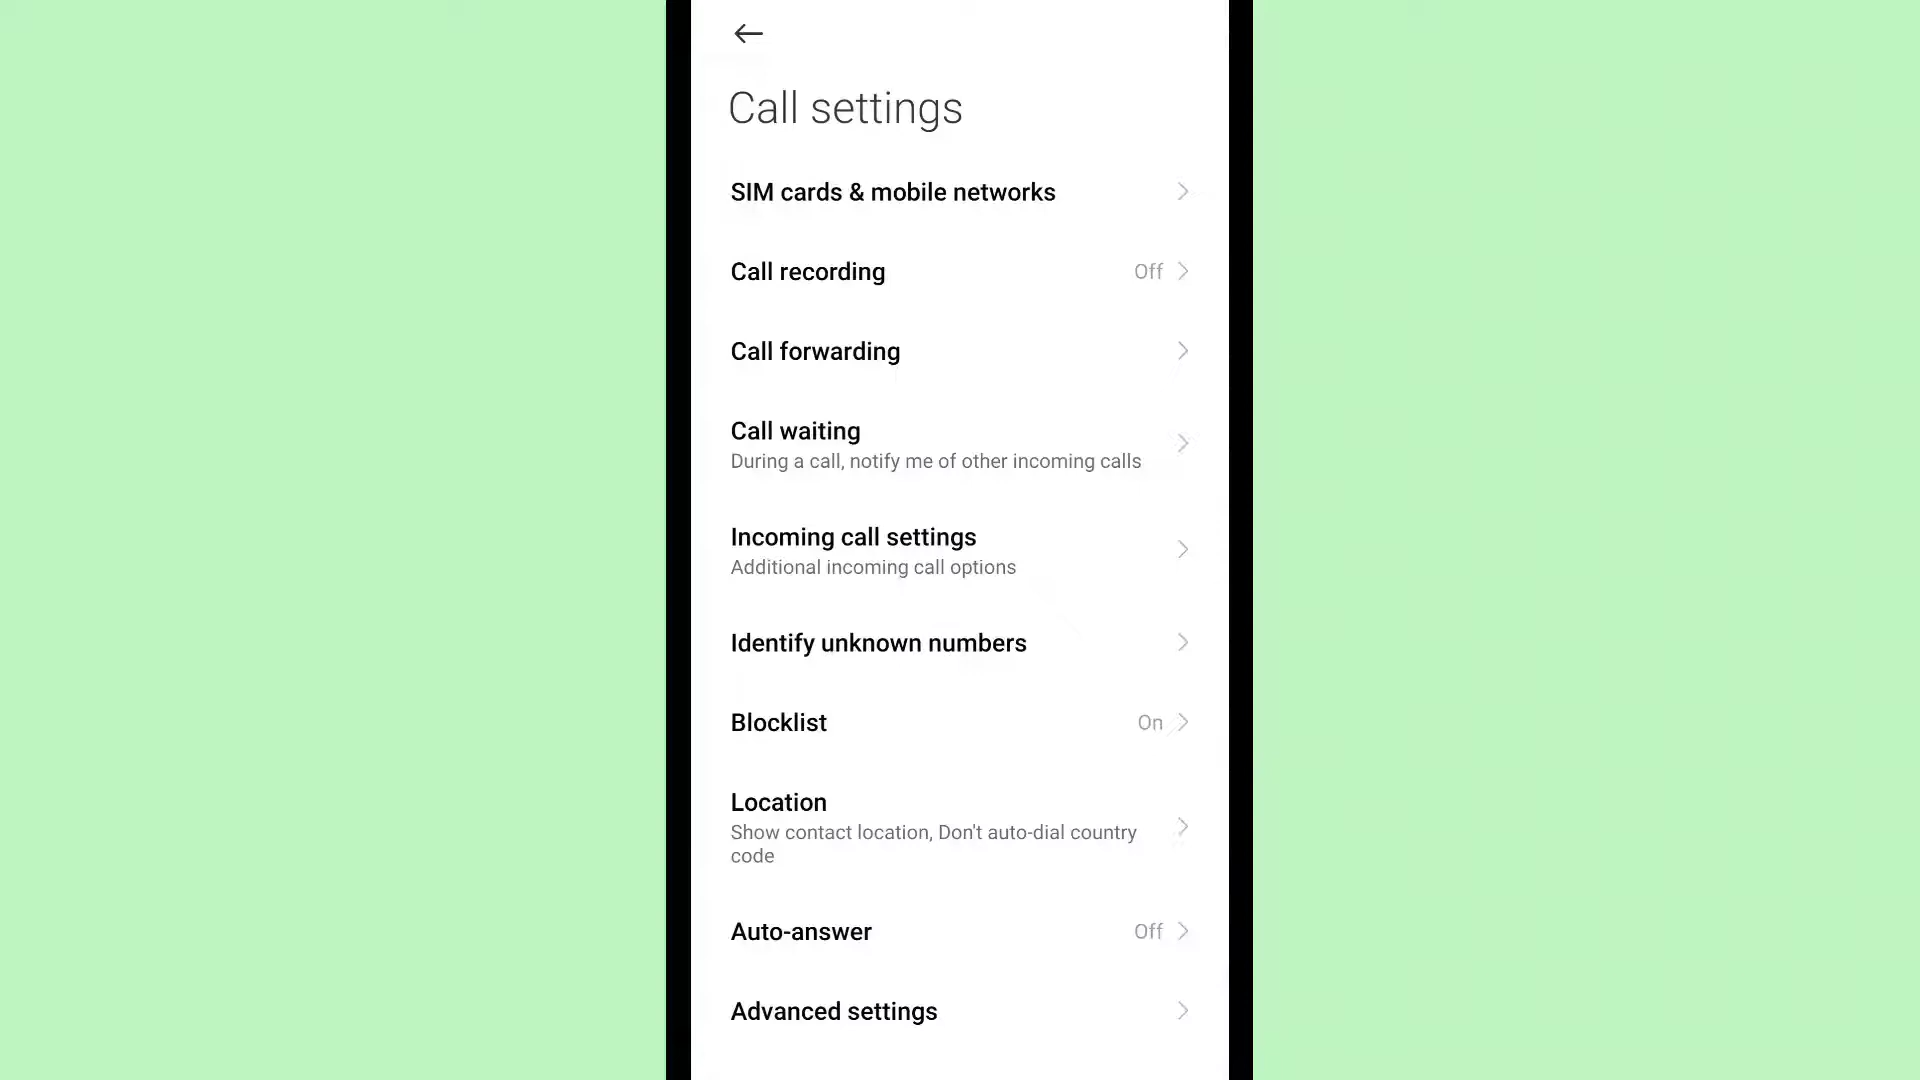 Call settings
SIM cards & mobile networks
Call recording Off
Call forwarding
Call waiting
During a call, notify me of other incoming calls
Incoming call settings
Additional incoming call options
Identify unknown numbers
Blocklist On
Location
Show contact location, Don't auto-dial country
code
Auto-answer Off
Advanced settings